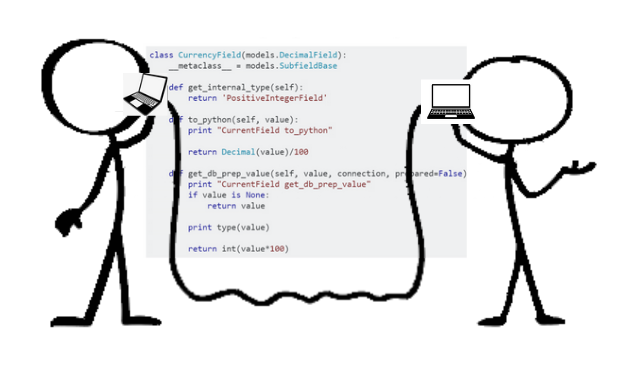 class CurrencyField(models.DecimalField):
__metaclass__ = models.SubfieldBase
def get_internal_type(self):
return 'PositiveIntegerField'
def to_python(self, value):
print "CurrentField to_python"
return Decimal(value)/100
def get_db_prep_value(self, value, connection, prepared=False)
print "CurrentField get_db_prep_value"
if value is None:
return value
print type(value)
return int(value*100)